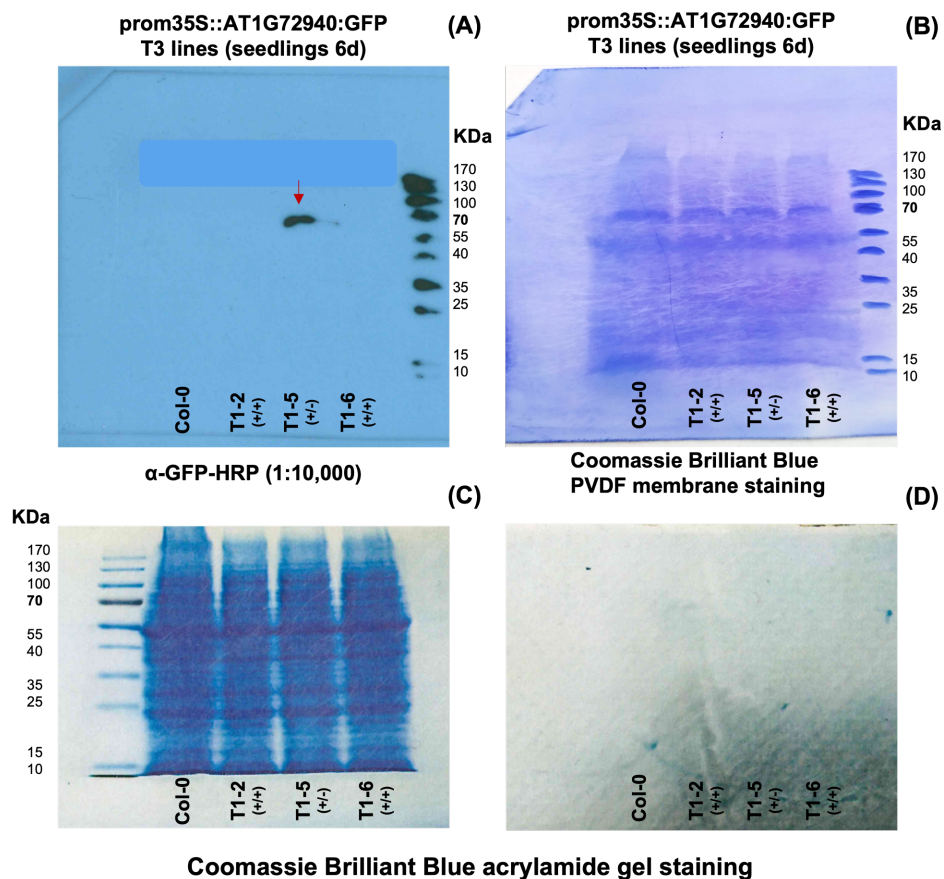 prom35S::AT1G72940:GFP
T3 lines (seedlings 6d)
(A)
KDa
170
130
100
70
55
40
35
25
15
10
Col-0
T1-2
(+/+)
T1-5
(+/-)
T1-6
(+/+)
α-GFP-HRP (1:10,000)
prom35S::AT1G72940:GFP
T3 lines (seedlings 6d)
(B)
KDa
170
130
100
70
55
40
35
25
15
10
Col-0
T1-2
(+/+)
T1-5
(+/-)
T1-6
(+/+)
Coomassie Brilliant Blue
PVDF membrane staining
(C)
KDa
170
130
100
70
55
40
35
25
15
10
Col-0
T1-2
(+/+)
T1-5
(+/-)
T1-6
(+/+)
(D)
Col-0
T1-2
(+/+)
T1-5
(+/-)
T1-6
(+/+)
Coomassie Brilliant Blue acrylamide gel staining